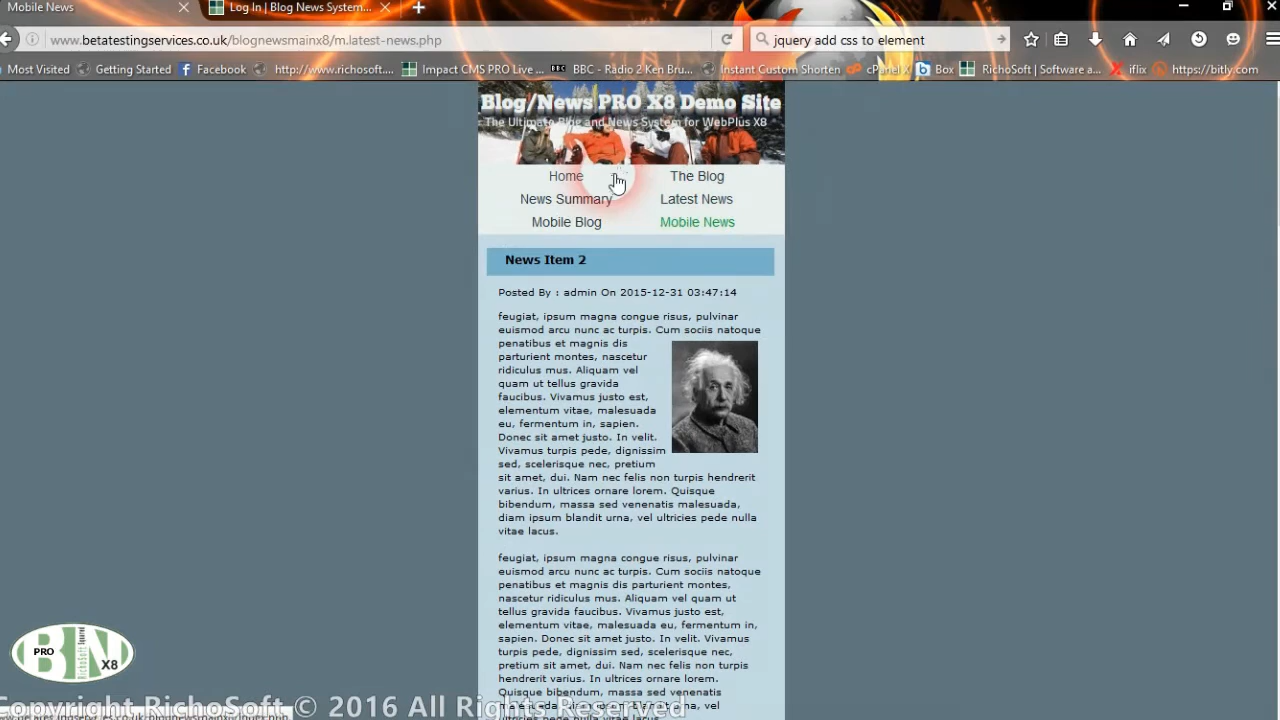 Mobile News
Log In | Blog News System...
www.betatestingservices.co.uk/blognewsmainx8/m.latest-news.php
jquery add css to element
Most Visited
Getting Started
Facebook
http://www.richosoft....
Impact CMS PRO Live ...
BBC - Radio 2 Ken Bru...
Instant Custom Shorten
cPanel X
Box
RichoSoft | Software a...
iflix
https://bitly.com
Blog/News PRO X8 Demo Site
The Ultimate Blog and News System for WebPlus X8
Home
The Blog
News Summary
Latest News
Mobile Blog
Mobile News
News Item 2
Posted By : admin On 2015-12-31 03:47:14
feugiat, ipsum magna congue risus, pulvinar
euismod arcu nunc ac turpis. Cum sociis natoque
penatibus et magnis dis
parturient montes, nascetur
ridiculus mus. Aliquam vel
quam ut tellus gravida
faucibus. Vivamus justo est,
elementum vitae, malesuada
eu, fermentum in, sapien.
Donec sit amet justo. In velit.
Vivamus turpis pede, dignissim
sed, scelerisque nec, pretium
sit amet, dui. Nam nec felis non turpis hendrerit
varius. In ultrices ornare lorem. Quisque
bibendum, massa sed venenatis malesuada,
diam ipsum blandit urna, vel ultricies pede nulla
vitae lacus.
feugiat, ipsum magna congue risus, pulvinar
euismod arcu nunc ac turpis. Cum sociis natoque
penatibus et magnis dis parturient montes,
nascetur ridiculus mus. Aliquam vel quam ut
tellus gravida faucibus. Vivamus justo est,
elementum vitae, malesuada eu, fermentum in,
sapien. Donec sit amet justo. In velit. Vivamus
turpis pede, dignissim sed, scelerisque nec,
pretium sit amet, dui. Nam nec felis non turpis
hendrerit varius. In ultrices ornare lorem.
Quisque bibendum, massa sed venenatis
BN
PRO
X8
Copyright RichoSoft © 2016 All Rights Reserved